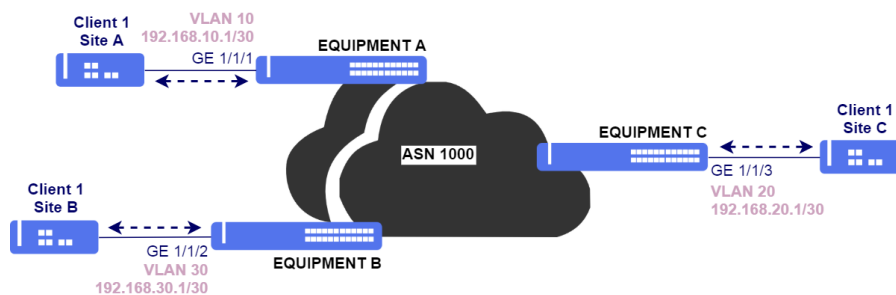 Client 1
Site A
VLAN 10
192.168.10.1/30
GE 1/1/1
EQUIPMENT A
ASN 1000
EQUIPMENT C
Client 1
Site C
GE 1/1/3
VLAN 20
192.168.20.1/30
Client 1
Site B
GE 1/1/2
VLAN 30
192.168.30.1/30
EQUIPMENT B